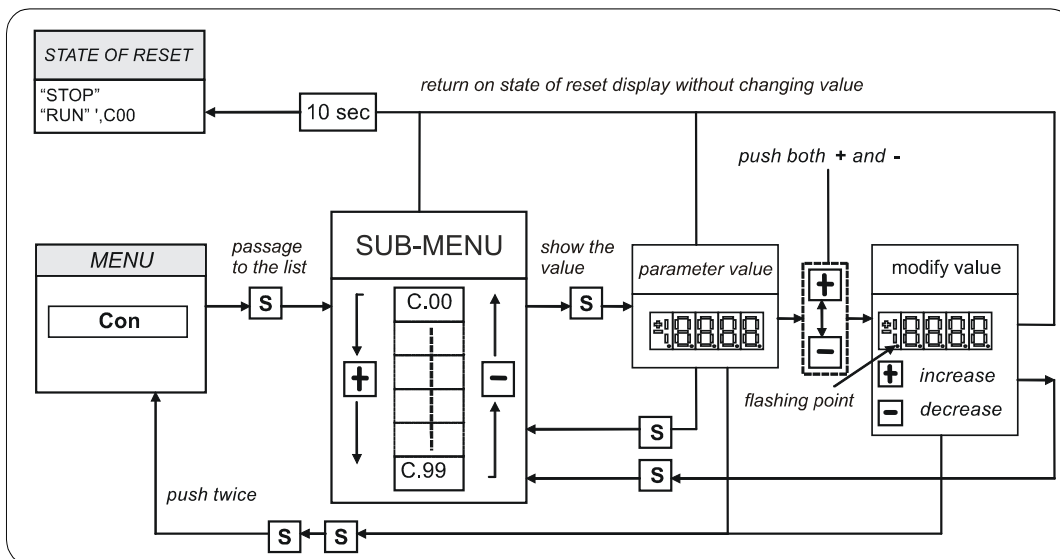 STATE OF RESET
"STOP"
"RUN" ',C00
10 sec
return on state of reset display without changing value
push both + and -
MENU
Con
passage
to the list
S
SUB-MENU
C.00
+
-
C.99
show the
value
S
parameter value
+
-
modify value
+ increase
- decrease
flashing point
S
S
push twice
S
S